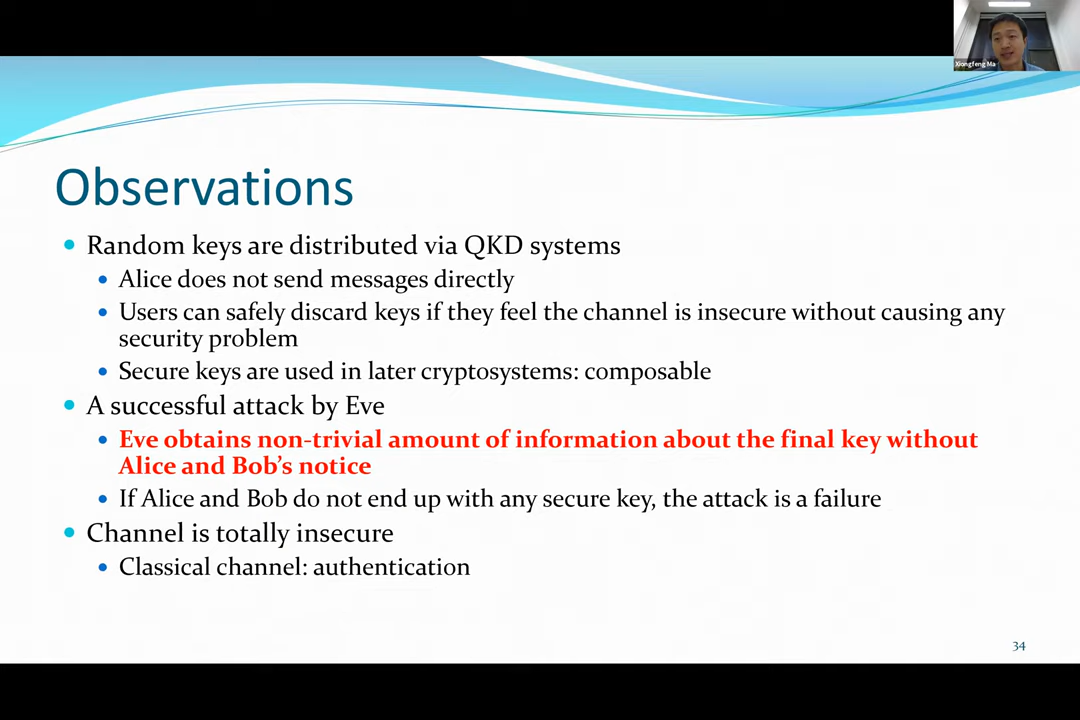 Xiongfeng Ma
Observations
Random keys are distributed via QKD systems
Alice does not send messages directly
Users can safely discard keys if they feel the channel is insecure without causing any
security problem
Secure keys are used in later cryptosystems: composable
A successful attack by Eve
Eve obtains non-trivial amount of information about the final key without
Alice and Bob's notice
If Alice and Bob do not end up with any secure key, the attack is a failure
Channel is totally insecure
Classical channel: authentication
34